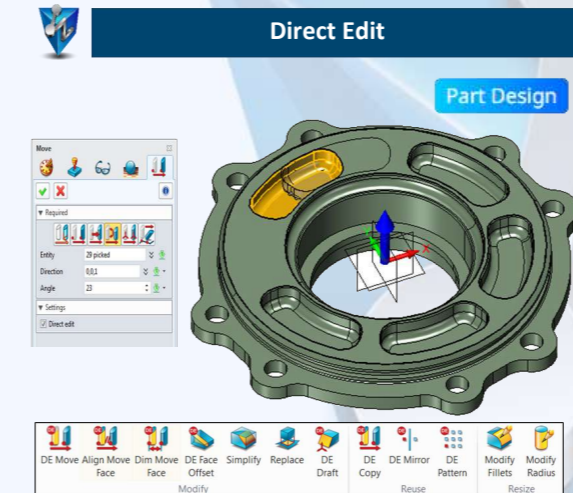 Direct Edit
Part Design
Move
▼ Required
Entity 29 picked
Direction 0,0,1
Angle 23
▼ Settings
Direct edit
X
DE Move Align Move Face Dim Move Face DE Face Offset Simplify Replace DE Draft DE Copy DE Mirror DE Pattern Modify Fillets Modify Radius
Modify Reuse Resize